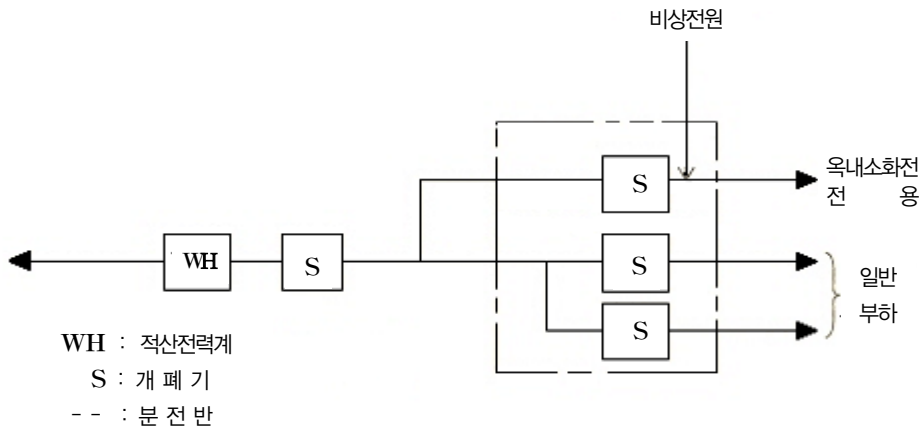 비상전원
S
옥내소화전
전 용
WH
S
S
일반
부하
S
WH : 적산전력계
S : 개 폐 기
- - : 분 전 반